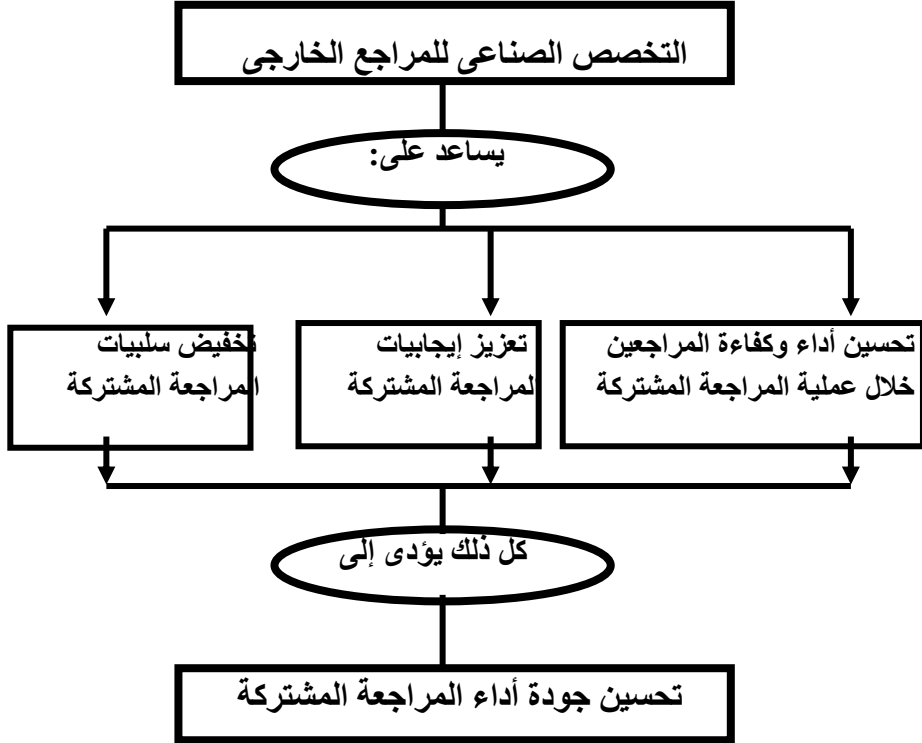 التخصص الصناعى للمراجع الخارجى
يساعد على:
تحسين أداء وكفاءة المراجعين
خلال عملية المراجعة المشتركة
تعزيز إيجابيات
المراجعة المشتركة
تخفيض سلبيات
المراجعة المشتركة
كل ذلك يؤدى إلى
تحسين جودة أداء المراجعة المشتركة